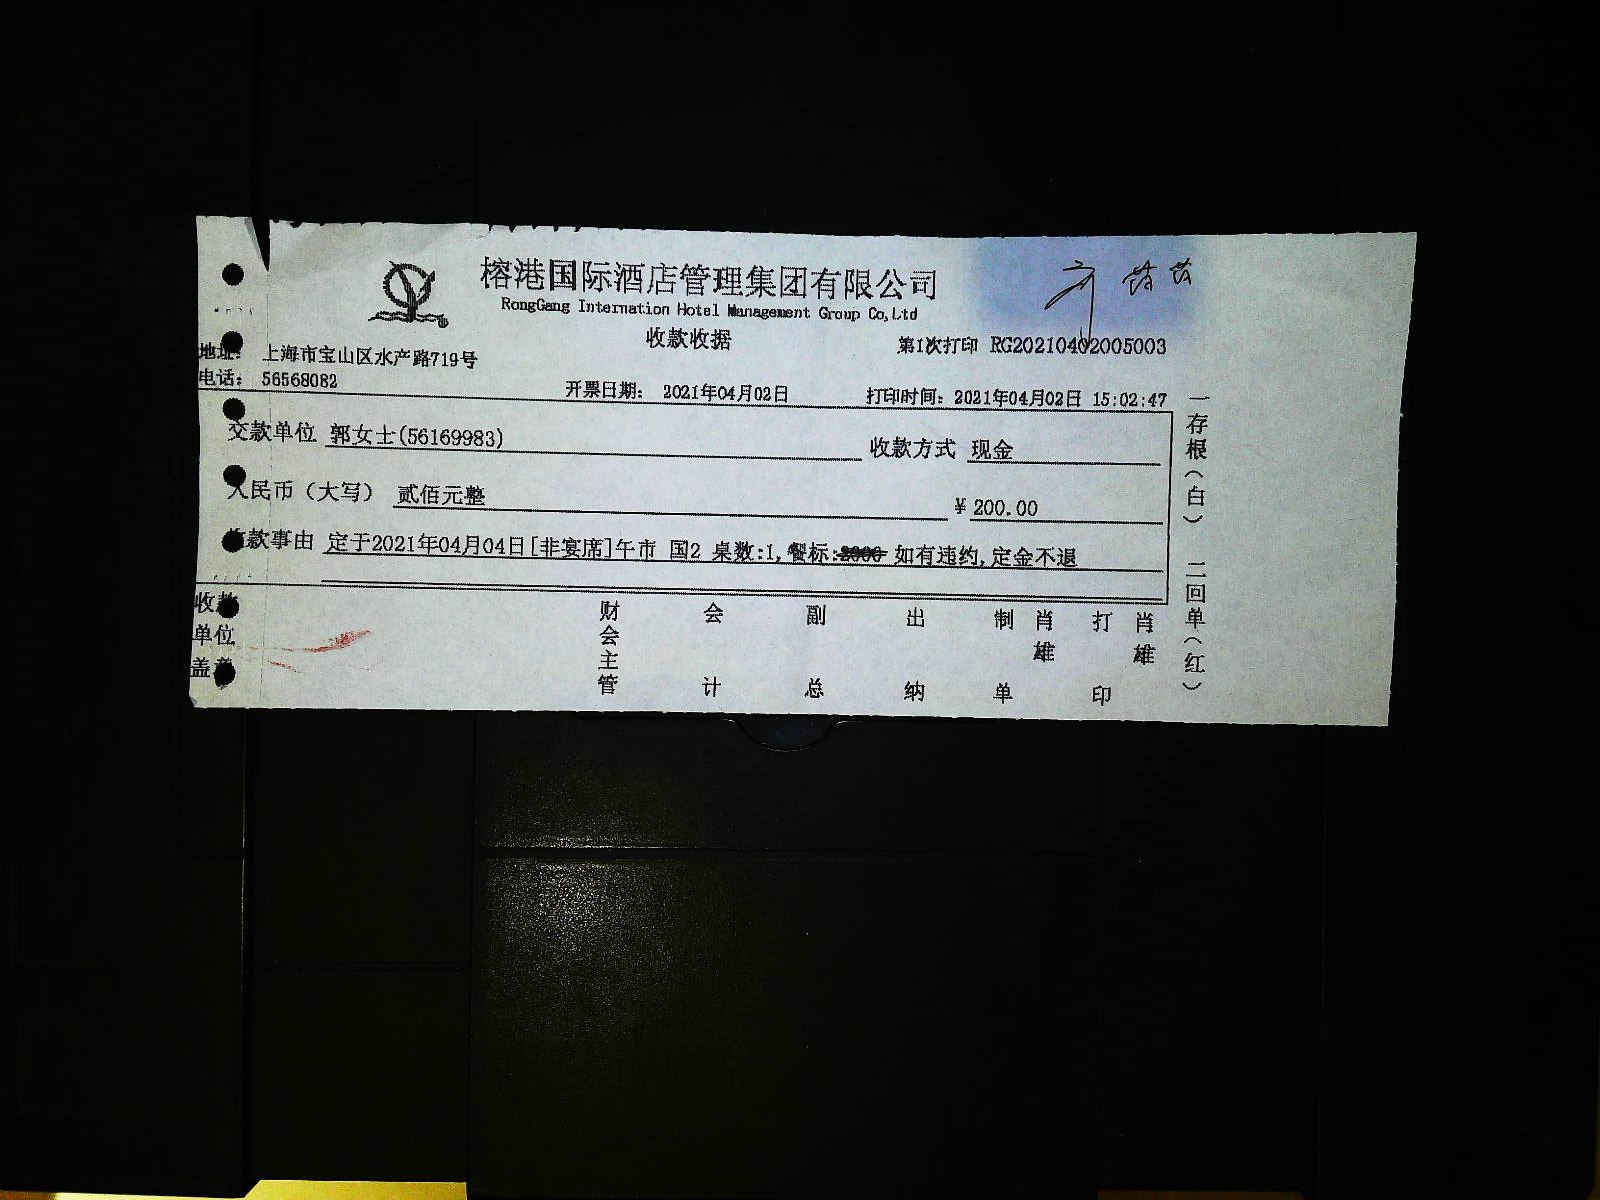 榕港国际酒店管理集团有限公司
RongGang Internation Hotel Management Group Co,Ltd
收款收据
第1次打印 RG20210402005003
地址: 上海市宝山区水产路719号
电话: 56568082
开票日期: 2021年04月02日
打印时间: 2021年04月02日 15:02:47
交款单位 郭女士(56169983)
收款方式 现金
人民币(大写) 贰佰元整
¥200.00
收款事由 定于2021年04月04日[非宴席]午市 国2 桌数:1,餐标:2000 如有违约,定金不退
收款单位盖章
财会主管
会计
副总
出纳
制单
肖雄
打印
肖雄
一存根(白) 二回单(红)